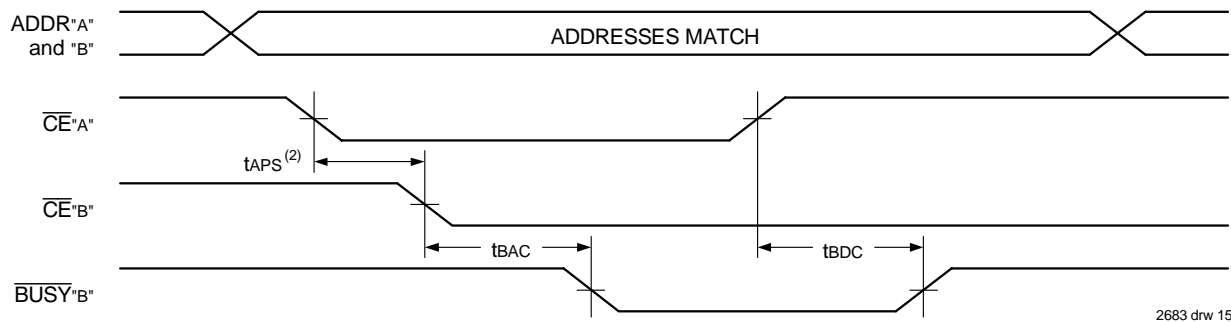 ADDR"A"
and "B"
ADDRESSES MATCH
CE"A"
tAPS(2)
CE"B"
tBAC
tBDC
BUSY"B"
2683 drw 15